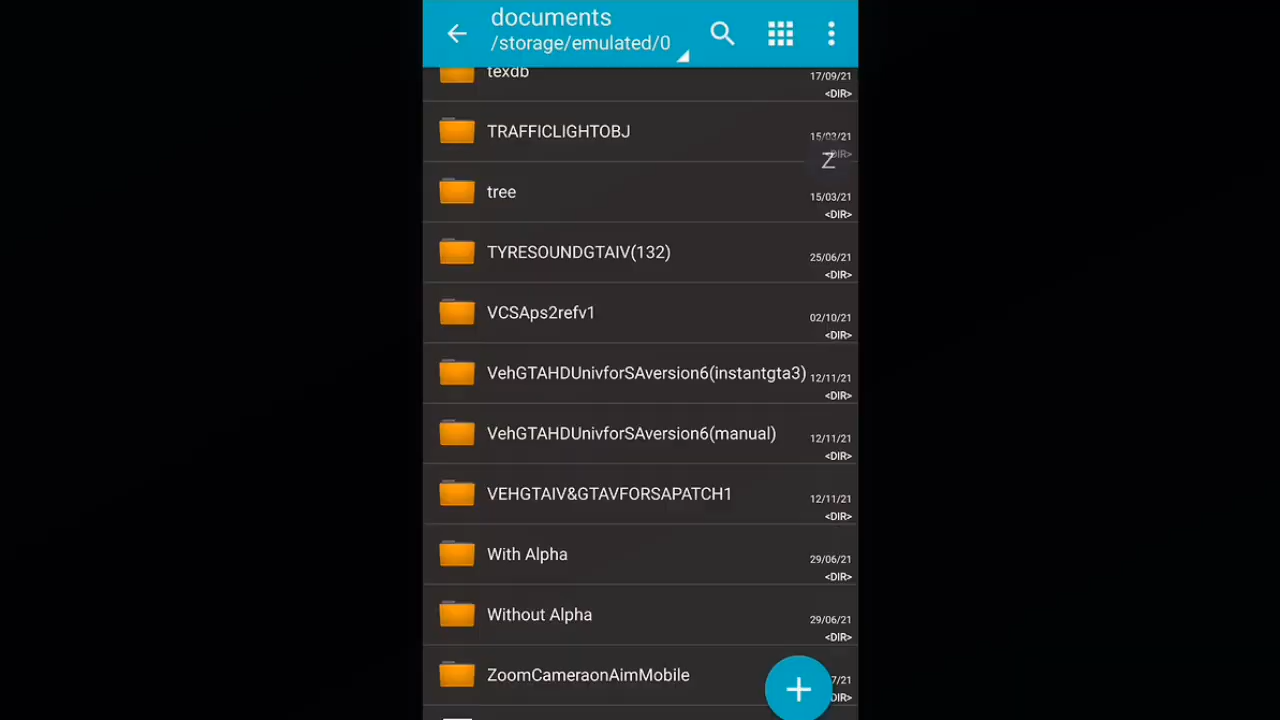 documents
/storage/emulated/0
texdb
17/09/21
<DIR>
TRAFFICLIGHTOBJ
15/02/21
<DIR>
Z
tree
15/03/21
<DIR>
TYRESOUNDGTAIV(132)
25/06/21
<DIR>
VCSAps2refv1
02/10/21
<DIR>
VehGTAHDUnivforSAversion6(instantgta3)
12/11/21
<DIR>
VehGTAHDUnivforSAversion6(manual)
12/11/21
<DIR>
VEHGTAIV&GTAVFORSAPATCH1
12/11/21
<DIR>
With Alpha
29/06/21
<DIR>
Without Alpha
29/06/21
<DIR>
ZoomCameraonAimMobile